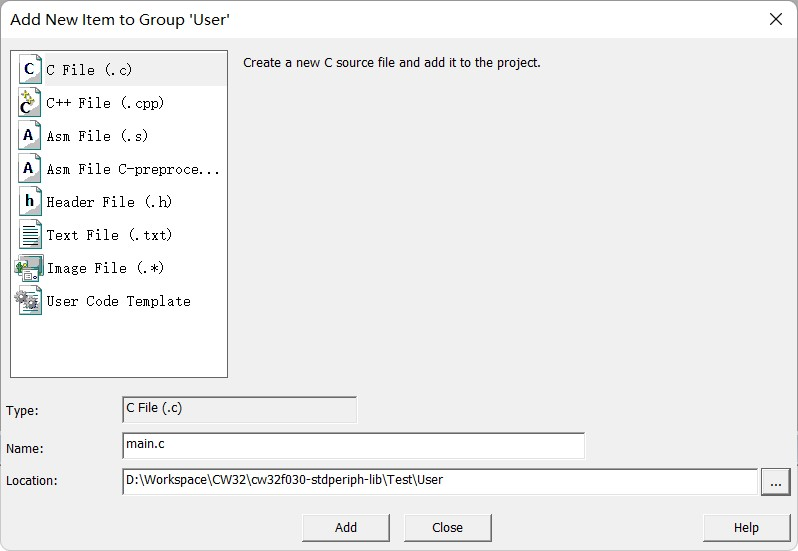 Add New Item to Group 'User'
C File (.c)
C++ File (.cpp)
Asm File (.s)
Asm File C-preproce...
Header File (.h)
Text File (.txt)
Image File (.*)
User Code Template
Create a new C source file and add it to the project.
Type:
C File (.c)
Name:
main.c
Location:
D:\Workspace\CW32\cw32f030-stdperiph-lib\Test\User
...
Add
Close
Help